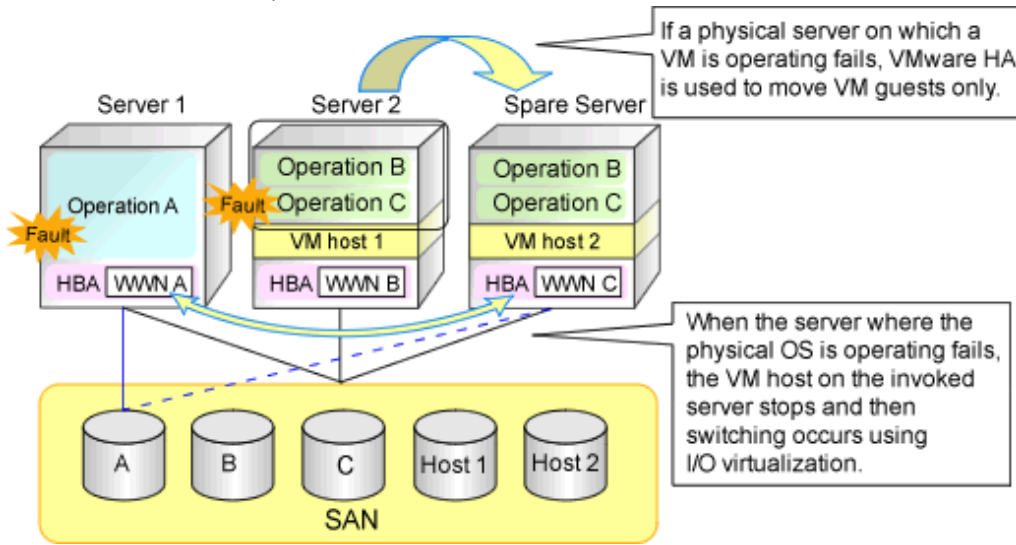 If a physical server on which a
VM is operating fails, VMware HA
is used to move VM guests only.
Server 1
Server 2
Spare Server
Operation A
Fault
HBA
WWN A
Operation B
Fault
Operation C
VM host 1
HBA
WWN B
Operation B
Operation C
VM host 2
HBA
WWN C
When the server where the
physical OS is operating fails,
the VM host on the invoked
server stops and then
switching occurs using
I/O virtualization.
A
B
C
Host 1
Host 2
SAN